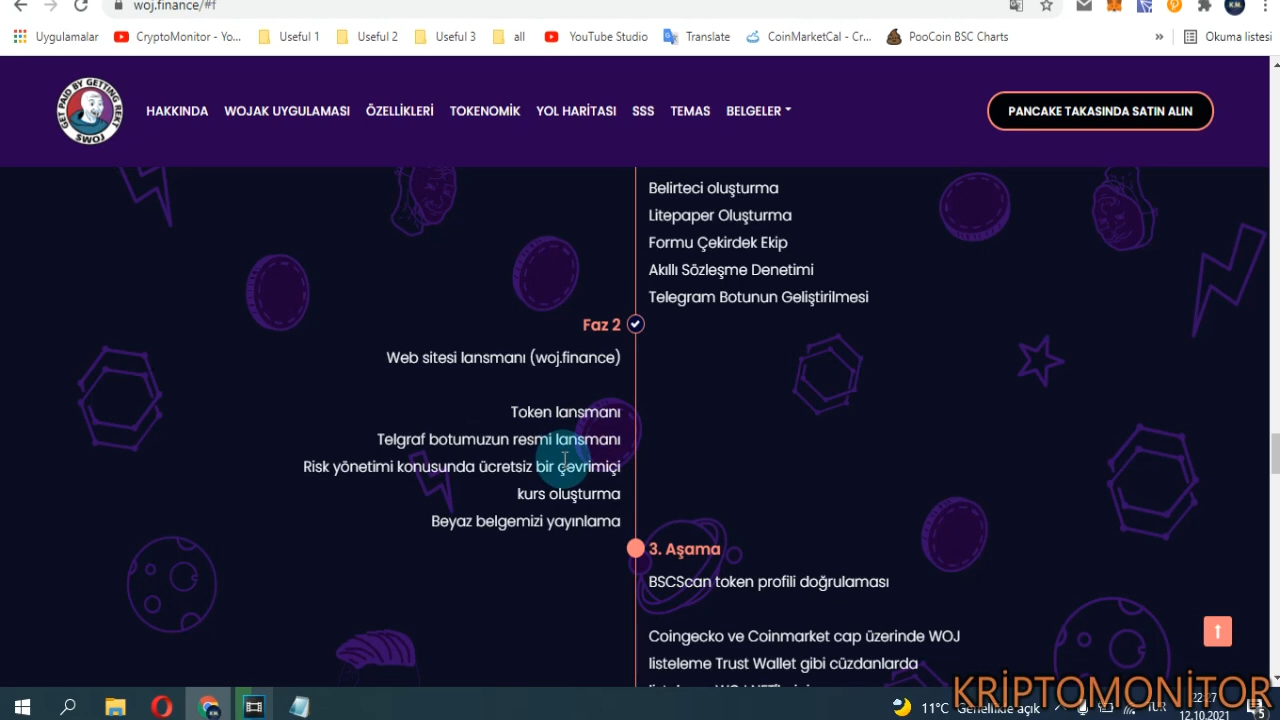 woj.finance/#f
Uygulamalar CryptoMonitor - Yo... Useful 1 Useful 2 Useful 3 all YouTube Studio Translate CoinMarketCal - Cr... PooCoin BSC Charts » Okuma listesi
GET PAID BY GETTING REKT
$WOJ
HAKKINDA WOJAK UYGULAMASI ÖZELLİKLERİ TOKENOMİK YOL HARİTASI SSS TEMAS BELGELER
PANCAKE TAKASINDA SATIN ALIN
Belirteci oluşturma
Litepaper Oluşturma
Formu Çekirdek Ekip
Akıllı Sözleşme Denetimi
Telegram Botunun Geliştirilmesi
Faz 2
Web sitesi lansmanı (woj.finance)
Token lansmanı
Telgraf botumuzun resmi lansmanı
Risk yönetimi konusunda ücretsiz bir çevrimiçi
kurs oluşturma
Beyaz belgemizi yayınlama
3. Aşama
BSCScan token profili doğrulaması
Coingecko ve Coinmarket cap üzerinde WOJ
listeleme Trust Wallet gibi cüzdanlarda
KRİPTOMONİTOR
11°C Genellikle açık
12.10.2021